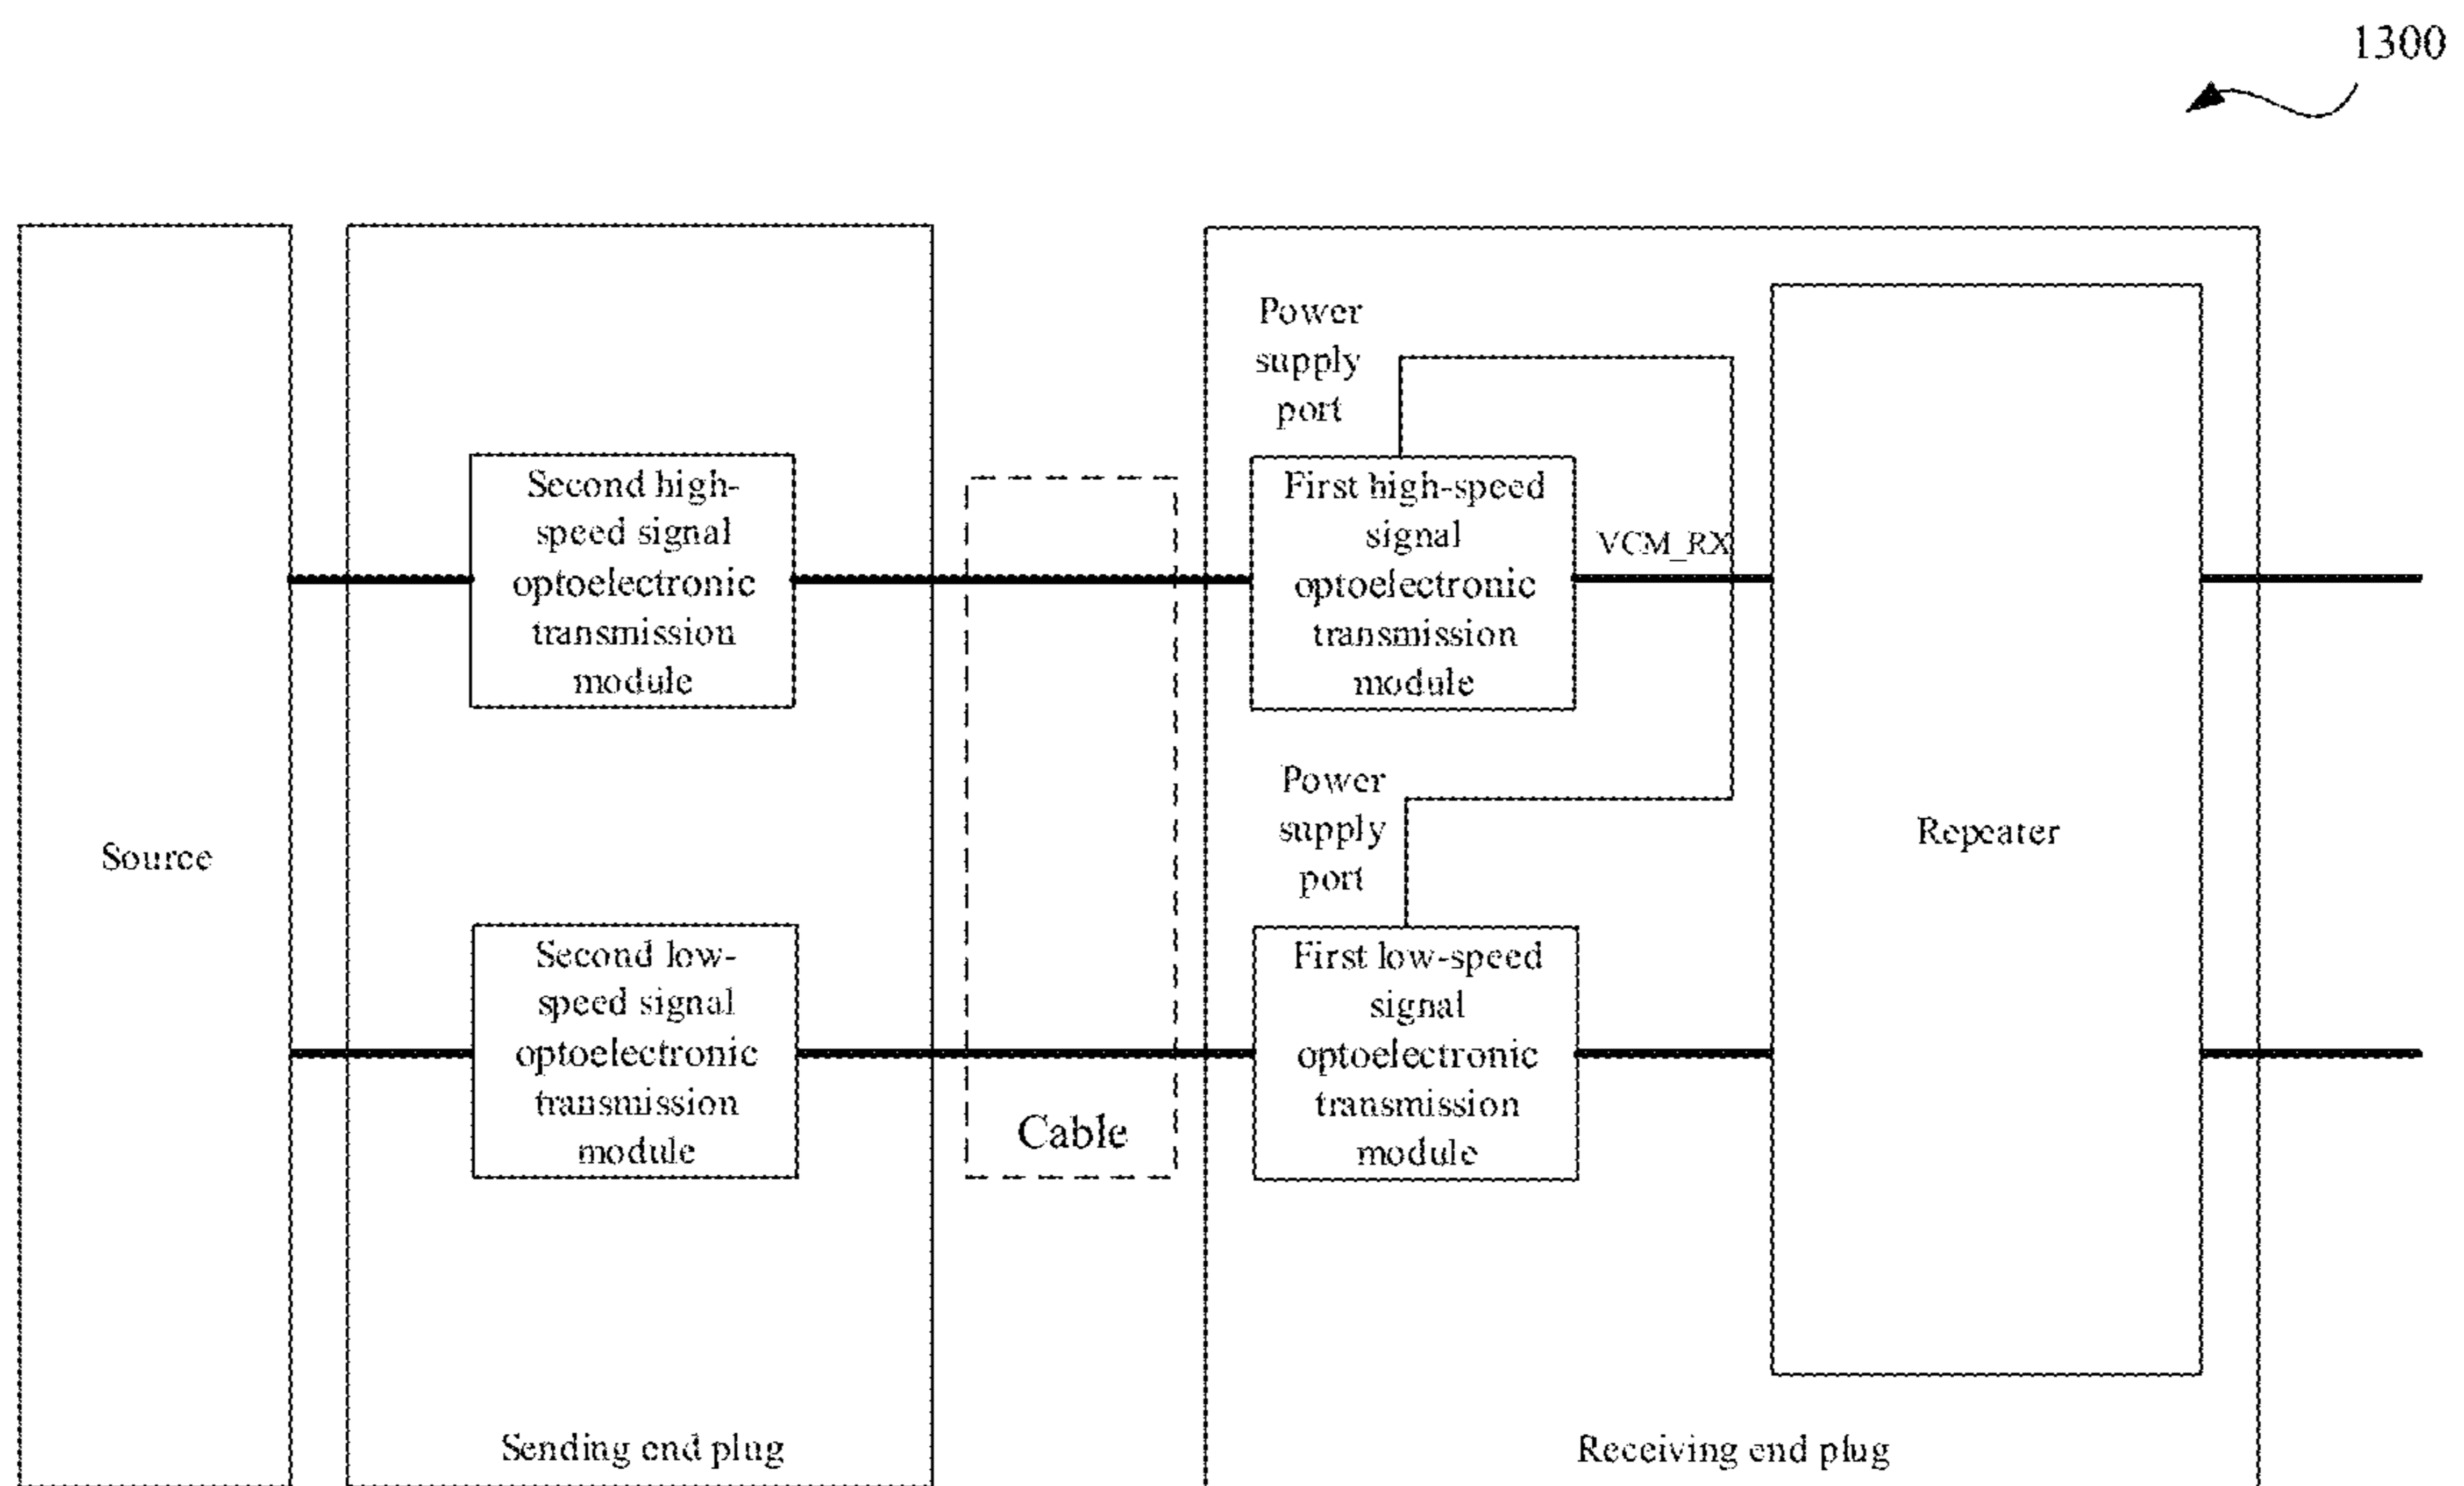 1300
Power
supply
port
Second high-
speed signal
optoelectronic
transmission
module
First high-speed
signal
optoelectronic
transmission
module
VCM_RX
Power
supply
port
Source
Repeater
Second low-
speed signal
optoelectronic
transmission
module
First low-speed
signal
optoelectronic
transmission
module
Cable
Sending end plug
Receiving end plug